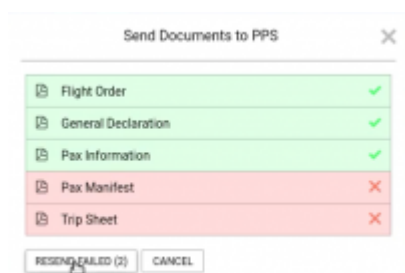 Send Documents to PPS
Flight Order
General Declaration
Pax Information
Pax Manifest
Trip Sheet
RESEND FAILED (2) CANCEL